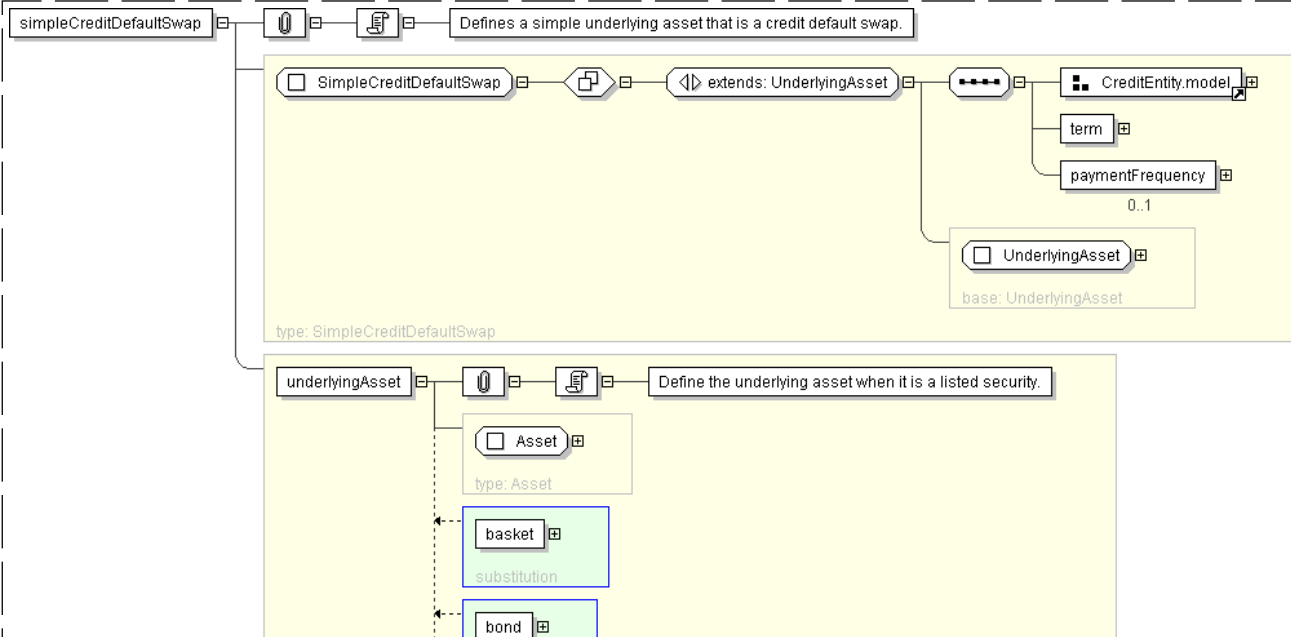 simpleCreditDefaultSwap
Defines a simple underlying asset that is a credit default swap.
SimpleCreditDefaultSwap
extends: UnderlyingAsset
CreditEntity.model
term
paymentFrequency
0..1
UnderlyingAsset
base: UnderlyingAsset
type: SimpleCreditDefaultSwap
underlyingAsset
Define the underlying asset when it is a listed security.
Asset
type: Asset
basket
substitution
bond